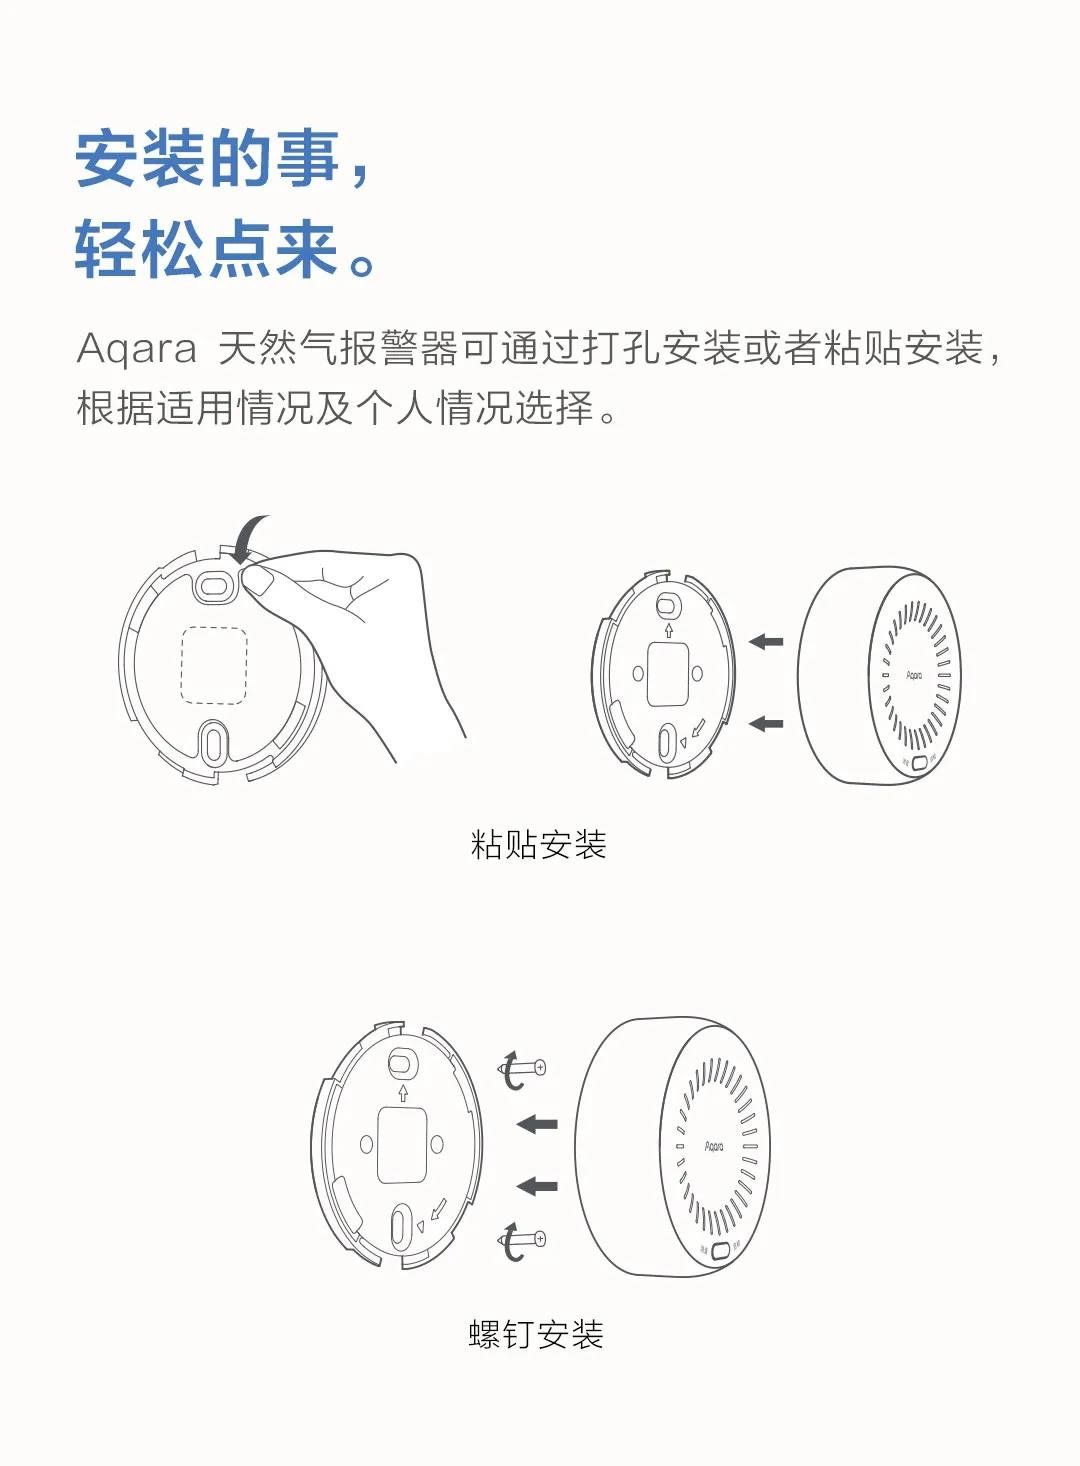 安装的事，
轻松点来。
Aqara 天然气报警器可通过打孔安装或者粘贴安装，
根据适用情况及个人情况选择。
Aqara
粘贴安装
Aqara
螺钉安装